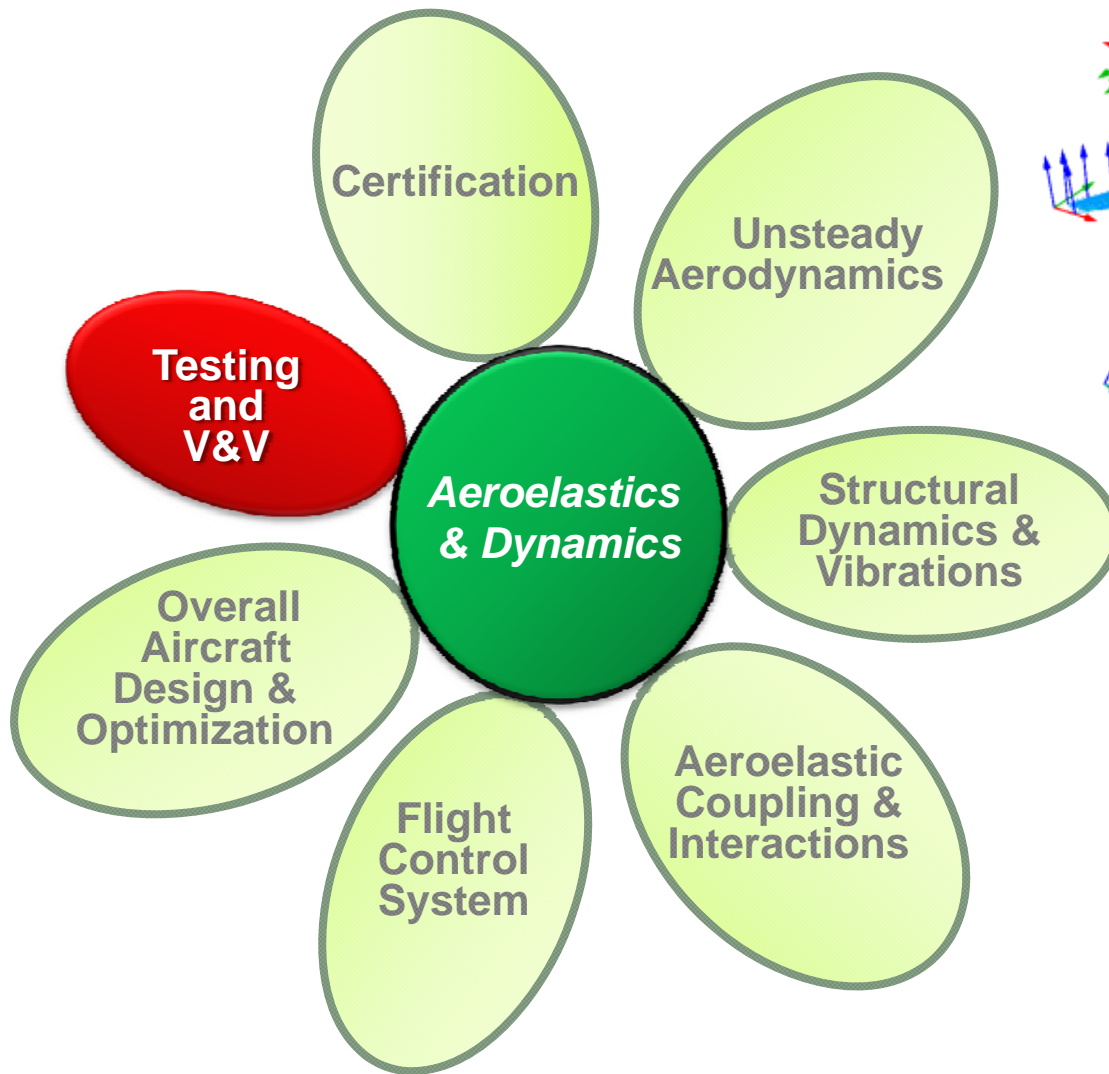 Certification
Unsteady
Aerodynamics
Testing
and
V&V
Aeroelastics
& Dynamics
Structural
Dynamics &
Vibrations
Overall
Aircraft
Design &
Optimization
Aeroelastic
Coupling &
Interactions
Flight
Control
System